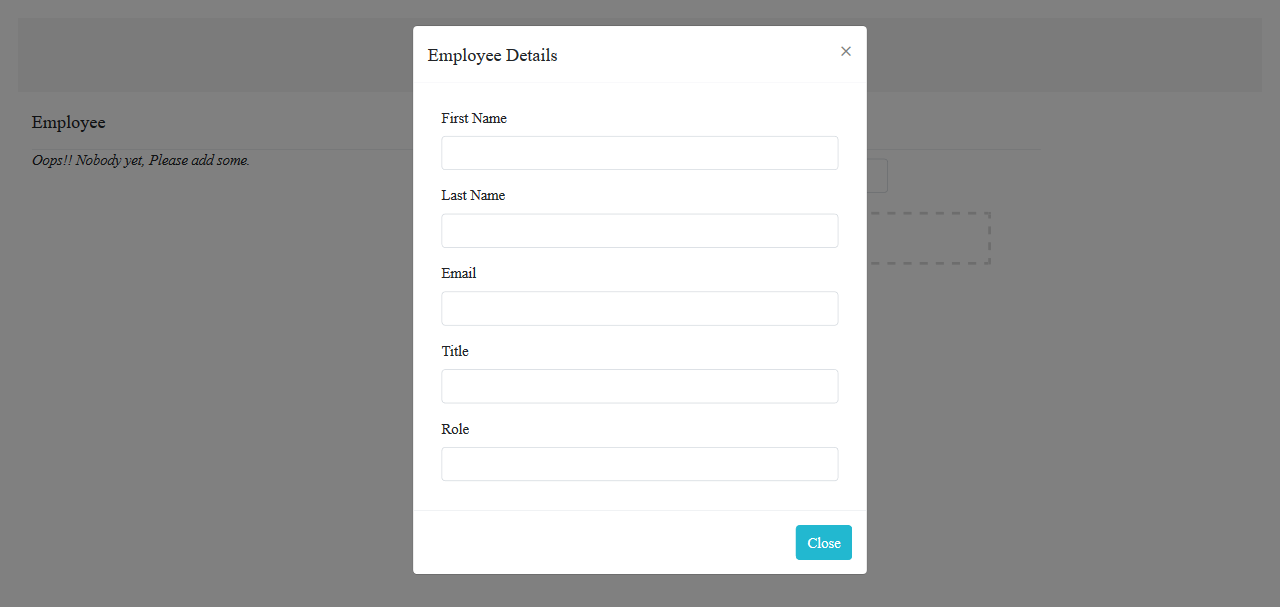 Employee Details
×
First Name
Last Name
Email
Title
Role
Close
Employee
Oops!! Nobody yet, Please add some.